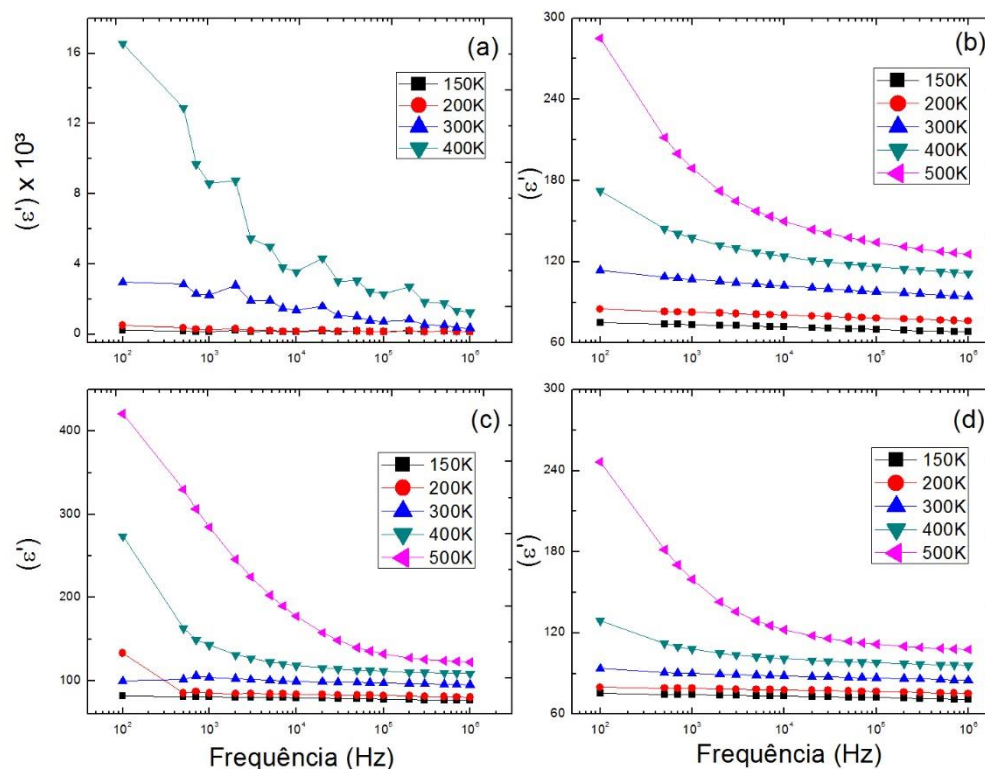 (a)
(ε') x 10³
16
12
8
4
0
150K
200K
300K
400K
10²
10³
10⁴
10⁵
10⁶
(b)
(ε')
300
240
180
120
60
150K
200K
300K
400K
500K
10²
10³
10⁴
10⁵
10⁶
(c)
(ε')
400
300
200
100
150K
200K
300K
400K
500K
10²
10³
10⁴
10⁵
10⁶
Frequência (Hz)
(d)
(ε')
300
240
180
120
60
150K
200K
300K
400K
500K
10²
10³
10⁴
10⁵
10⁶
Frequência (Hz)